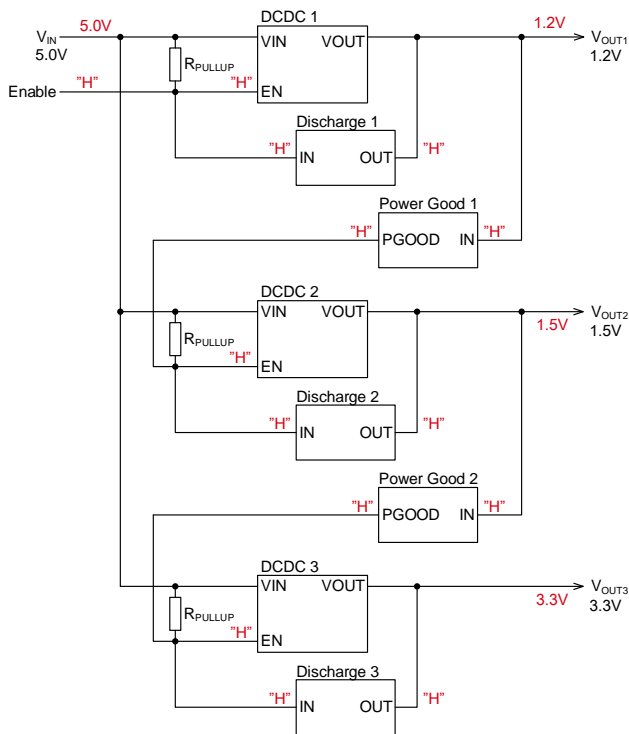 DCDC 1
VIN 5.0V
5.0V
VIN VOUT
1.2V
VOUT1
1.2V
RPULLUP
Enable "H" "H" EN
Discharge 1
"H" IN OUT "H"
Power Good 1
"H" PGOOD IN "H"
DCDC 2
VIN VOUT
1.5V
VOUT2
1.5V
RPULLUP
"H" EN
Discharge 2
"H" IN OUT "H"
Power Good 2
"H" PGOOD IN "H"
DCDC 3
VIN VOUT
3.3V
VOUT3
3.3V
RPULLUP
"H" EN
Discharge 3
"H" IN OUT "H"